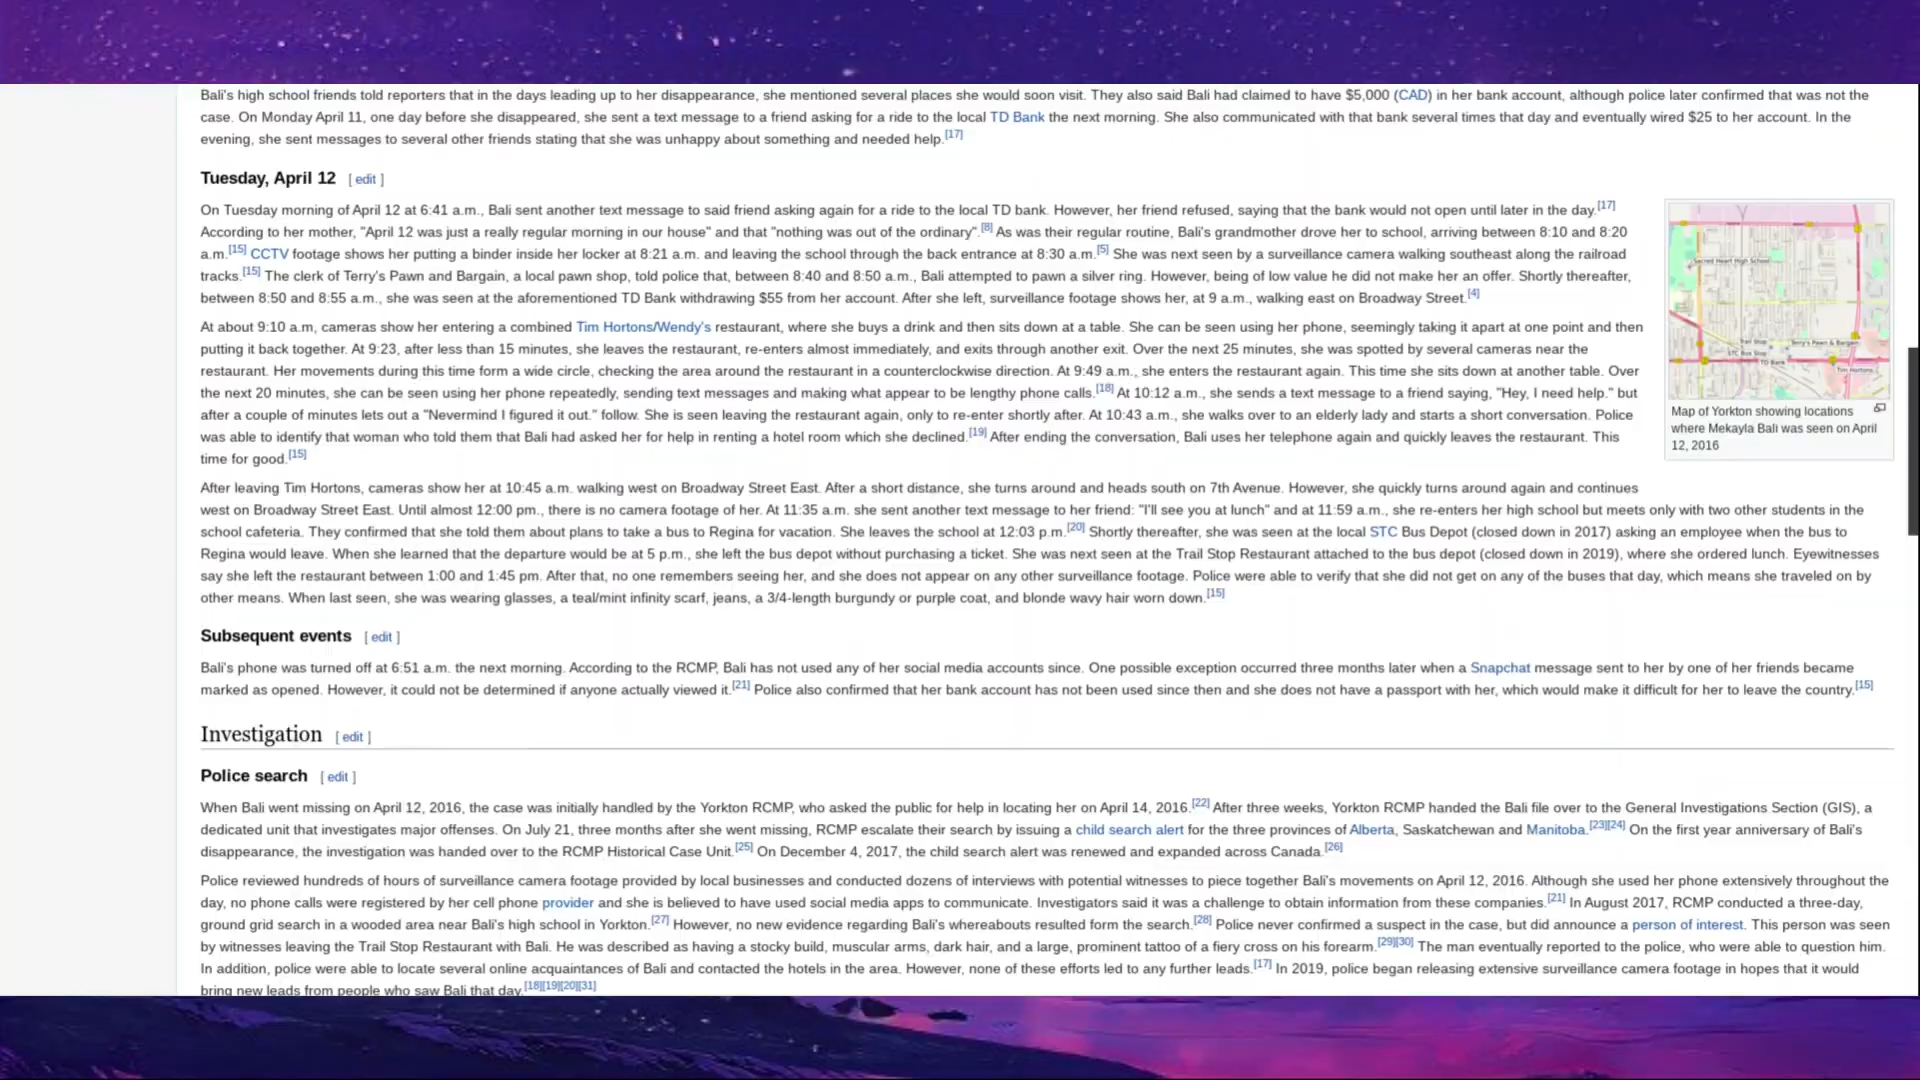 Bali's high school friends told reporters that in the days leading up to her disappearance, she mentioned several places she would soon visit. They also said Bali had claimed to have $5,000 (CAD) in her bank account, although police later confirmed that was not the
case. On Monday April 11, one day before she disappeared, she sent a text message to a friend asking for a ride to the local TD Bank the next morning. She also communicated with that bank several times that day and eventually wired $25 to her account. In the
evening, she sent messages to several other friends stating that she was unhappy about something and needed help.[17]
Tuesday, April 12 [ edit ]
On Tuesday morning of April 12 at 6:41 a.m., Bali sent another text message to said friend asking again for a ride to the local TD bank. However, her friend refused, saying that the bank would not open until later in the day.[17]
According to her mother, "April 12 was just a really regular morning in our house" and that "nothing was out of the ordinary".[8] As was their regular routine, Bali's grandmother drove her to school, arriving between 8:10 and 8:20
a.m.[15] CCTV footage shows her putting a binder inside her locker at 8:21 a.m. and leaving the school through the back entrance at 8:30 a.m.[5] She was next seen by a surveillance camera walking southeast along the railroad
tracks.[15] The clerk of Terry's Pawn and Bargain, a local pawn shop, told police that, between 8:40 and 8:50 a.m., Bali attempted to pawn a silver ring. However, being of low value he did not make her an offer. Shortly thereafter,
between 8:50 and 8:55 a.m., she was seen at the aforementioned TD Bank withdrawing $55 from her account. After she left, surveillance footage shows her, at 9 a.m., walking east on Broadway Street.[4]
At about 9:10 a.m, cameras show her entering a combined Tim Hortons/Wendy's restaurant, where she buys a drink and then sits down at a table. She can be seen using her phone, seemingly taking it apart at one point and then
putting it back together. At 9:23, after less than 15 minutes, she leaves the restaurant, re-enters almost immediately, and exits through another exit. Over the next 25 minutes, she was spotted by several cameras near the
restaurant. Her movements during this time form a wide circle, checking the area around the restaurant in a counterclockwise direction. At 9:49 a.m., she enters the restaurant again. This time she sits down at another table. Over
the next 20 minutes, she can be seen using her phone repeatedly, sending text messages and making what appear to be lengthy phone calls.[18] At 10:12 a.m., she sends a text message to a friend saying, "Hey, I need help." but
after a couple of minutes lets out a "Nevermind I figured it out." follow. She is seen leaving the restaurant again, only to re-enter shortly after. At 10:43 a.m., she walks over to an elderly lady and starts a short conversation. Police
was able to identify that woman who told them that Bali had asked her for help in renting a hotel room which she declined.[19] After ending the conversation, Bali uses her telephone again and quickly leaves the restaurant. This
time for good.[15]
Sacred Heart High School
Trail Stop
Terry's Pawn & Bargain
STC Bus Stop
TD Bank
Tim Hortons
Map of Yorkton showing locations
where Mekayla Bali was seen on April
12, 2016
After leaving Tim Hortons, cameras show her at 10:45 a.m. walking west on Broadway Street East. After a short distance, she turns around and heads south on 7th Avenue. However, she quickly turns around again and continues
west on Broadway Street East. Until almost 12:00 pm., there is no camera footage of her. At 11:35 a.m. she sent another text message to her friend: "I'll see you at lunch" and at 11:59 a.m., she re-enters her high school but meets only with two other students in the
school cafeteria. They confirmed that she told them about plans to take a bus to Regina for vacation. She leaves the school at 12:03 p.m.[20] Shortly thereafter, she was seen at the local STC Bus Depot (closed down in 2017) asking an employee when the bus to
Regina would leave. When she learned that the departure would be at 5 p.m., she left the bus depot without purchasing a ticket. She was next seen at the Trail Stop Restaurant attached to the bus depot (closed down in 2019), where she ordered lunch. Eyewitnesses
say she left the restaurant between 1:00 and 1:45 pm. After that, no one remembers seeing her, and she does not appear on any other surveillance footage. Police were able to verify that she did not get on any of the buses that day, which means she traveled on by
other means. When last seen, she was wearing glasses, a teal/mint infinity scarf, jeans, a 3/4-length burgundy or purple coat, and blonde wavy hair worn down.[15]
Subsequent events [ edit ]
Bali's phone was turned off at 6:51 a.m. the next morning. According to the RCMP, Bali has not used any of her social media accounts since. One possible exception occurred three months later when a Snapchat message sent to her by one of her friends became
marked as opened. However, it could not be determined if anyone actually viewed it.[21] Police also confirmed that her bank account has not been used since then and she does not have a passport with her, which would make it difficult for her to leave the country.[15]
Investigation [ edit ]
Police search [ edit ]
When Bali went missing on April 12, 2016, the case was initially handled by the Yorkton RCMP, who asked the public for help in locating her on April 14, 2016.[22] After three weeks, Yorkton RCMP handed the Bali file over to the General Investigations Section (GIS), a
dedicated unit that investigates major offenses. On July 21, three months after she went missing, RCMP escalate their search by issuing a child search alert for the three provinces of Alberta, Saskatchewan and Manitoba.[23][24] On the first year anniversary of Bali's
disappearance, the investigation was handed over to the RCMP Historical Case Unit.[25] On December 4, 2017, the child search alert was renewed and expanded across Canada.[26]
Police reviewed hundreds of hours of surveillance camera footage provided by local businesses and conducted dozens of interviews with potential witnesses to piece together Bali's movements on April 12, 2016. Although she used her phone extensively throughout the
day, no phone calls were registered by her cell phone provider and she is believed to have used social media apps to communicate. Investigators said it was a challenge to obtain information from these companies.[21] In August 2017, RCMP conducted a three-day,
ground grid search in a wooded area near Bali's high school in Yorkton.[27] However, no new evidence regarding Bali's whereabouts resulted form the search.[28] Police never confirmed a suspect in the case, but did announce a person of interest. This person was seen
by witnesses leaving the Trail Stop Restaurant with Bali. He was described as having a stocky build, muscular arms, dark hair, and a large, prominent tattoo of a fiery cross on his forearm.[29][30] The man eventually reported to the police, who were able to question him.
In addition, police were able to locate several online acquaintances of Bali and contacted the hotels in the area. However, none of these efforts led to any further leads.[17] In 2019, police began releasing extensive surveillance camera footage in hopes that it would
bring new leads from people who saw Bali that day.[18][19][20][31]